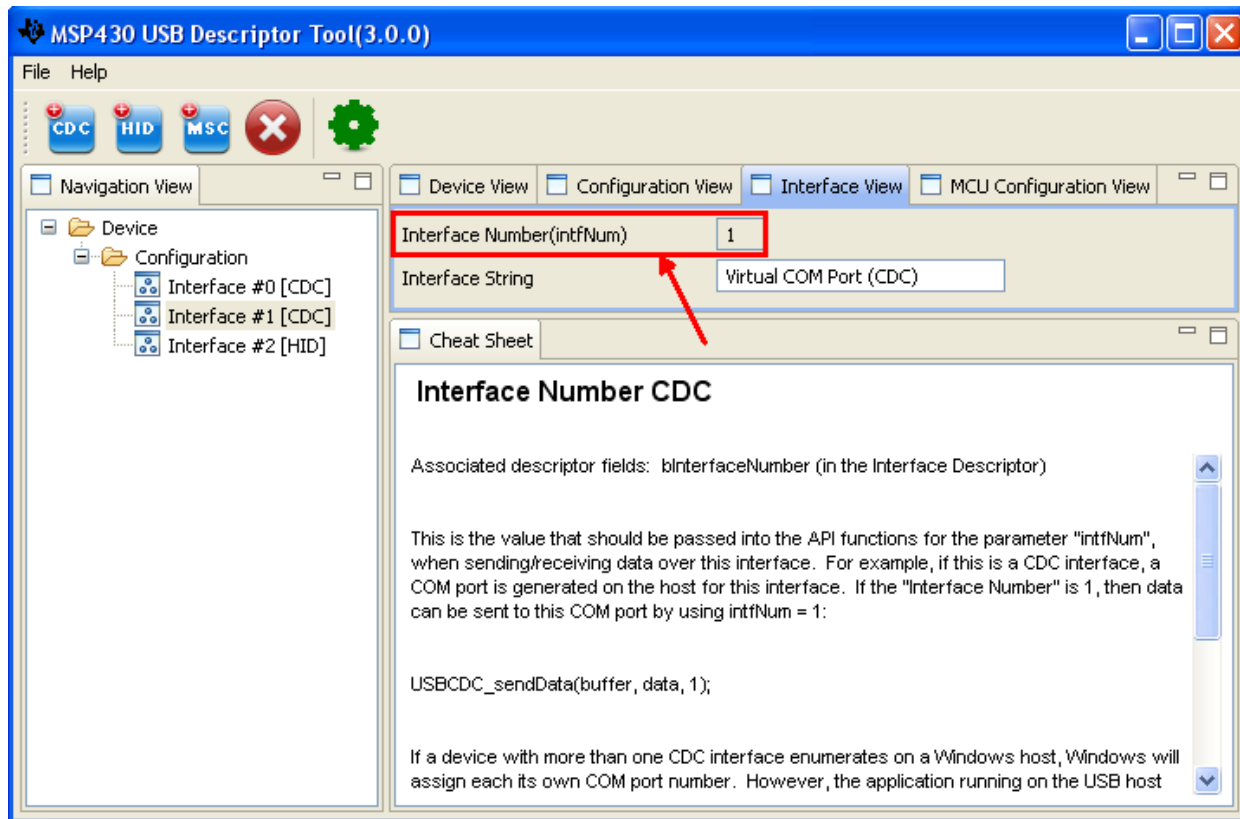 MSP430 USB Descriptor Tool(3.0.0)
File Help
CDC HID MSC
Navigation View
Device View Configuration View Interface View MCU Configuration View
Device
Configuration
Interface #0 [CDC]
Interface #1 [CDC]
Interface #2 [HID]
Interface Number(intfNum) 1
Interface String Virtual COM Port (CDC)
Cheat Sheet
Interface Number CDC
Associated descriptor fields: bInterfaceNumber (in the Interface Descriptor)
This is the value that should be passed into the API functions for the parameter "intfNum",
when sending/receiving data over this interface. For example, if this is a CDC interface, a
COM port is generated on the host for this interface. If the "Interface Number" is 1, then data
can be sent to this COM port by using intfNum = 1:
USBCDC_sendData(buffer, data, 1);
If a device with more than one CDC interface enumerates on a Windows host, Windows will
assign each its own COM port number. However, the application running on the USB host